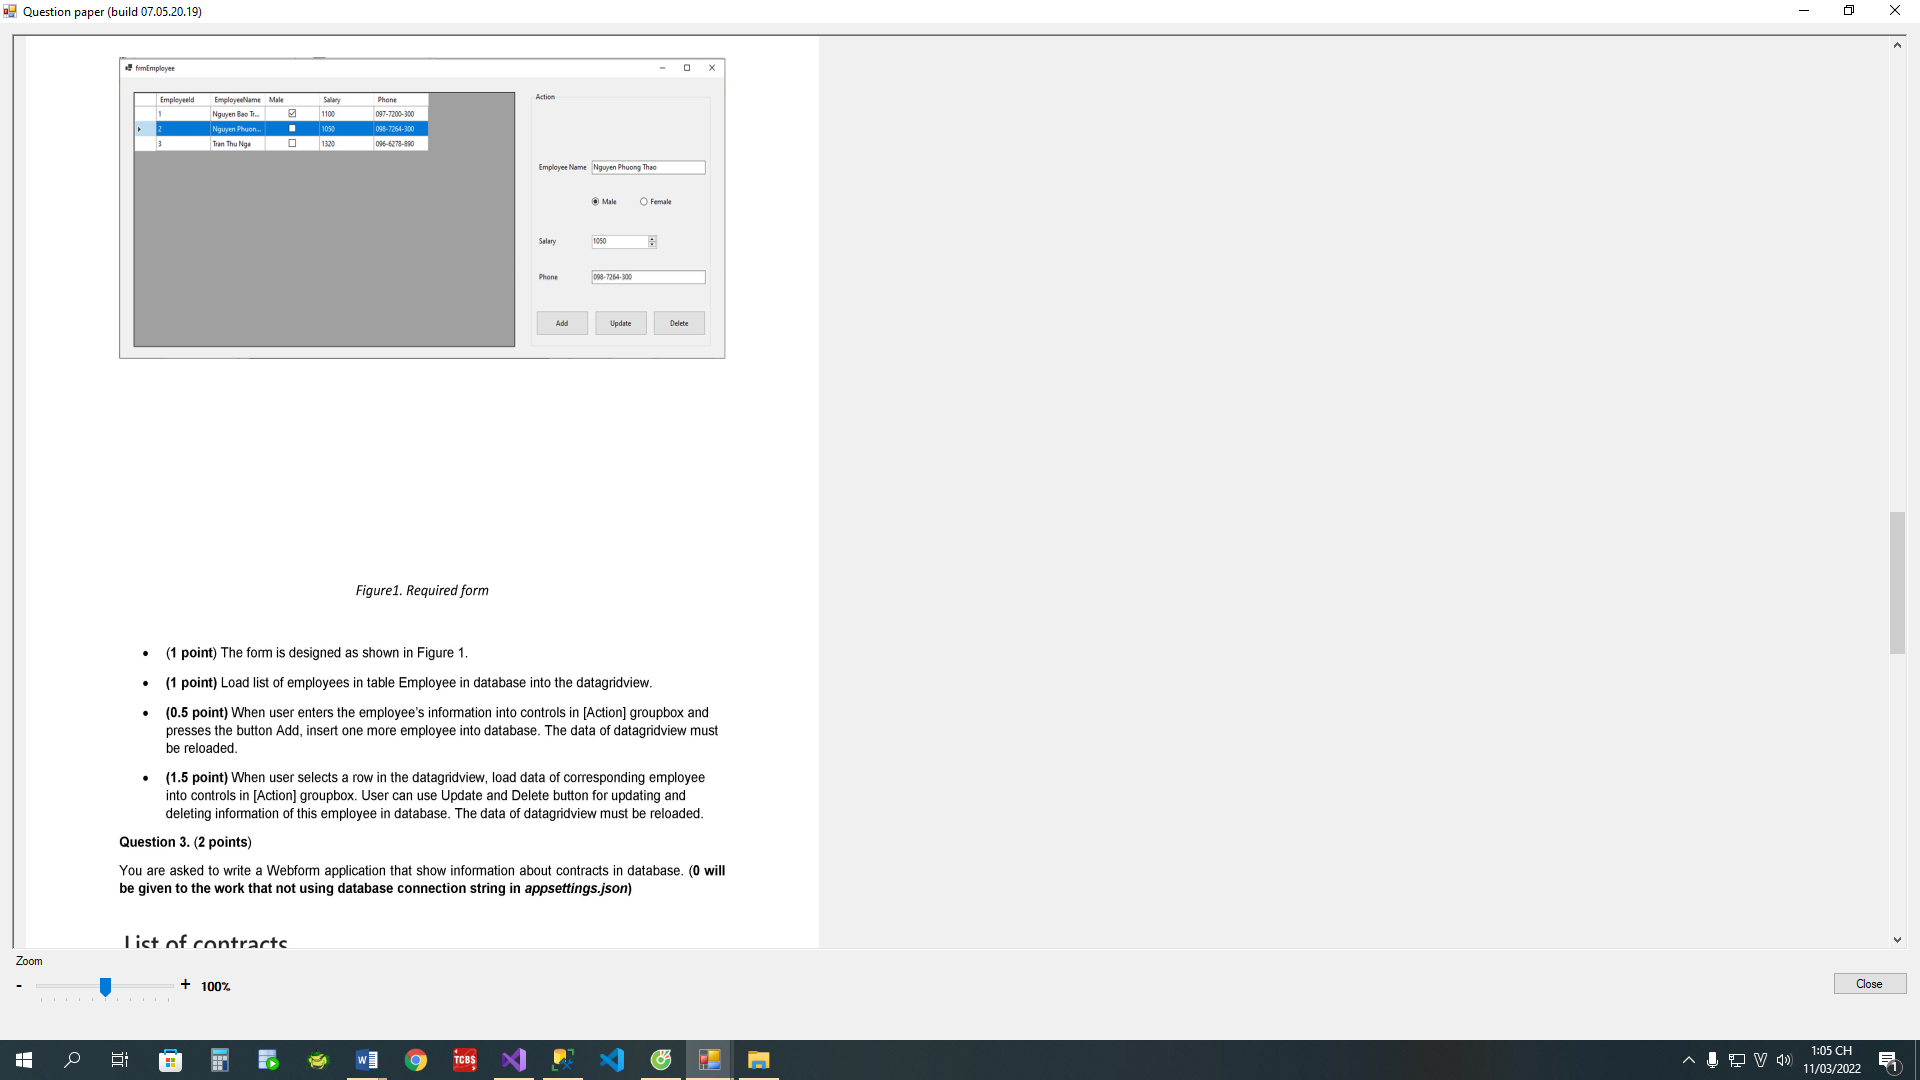 Question paper (build 07.05.20.19)
frmEmployee
EmployeeId EmployeeName Male Salary Phone
1 Nguyen Bao Tr... 1100 097-7200-300
2 Nguyen Phuon... 1050 098-7264-300
3 Tran Thu Nga 1320 096-6278-890
Action
Employee Name Nguyen Phuong Thao
Male Female
Salary 1050
Phone 098-7264-300
Add Update Delete
Figure1. Required form
• (1 point) The form is designed as shown in Figure 1.
• (1 point) Load list of employees in table Employee in database into the datagridview.
• (0.5 point) When user enters the employee's information into controls in [Action] groupbox and
presses the button Add, insert one more employee into database. The data of datagridview must
be reloaded.
• (1.5 point) When user selects a row in the datagridview, load data of corresponding employee
into controls in [Action] groupbox. User can use Update and Delete button for updating and
deleting information of this employee in database. The data of datagridview must be reloaded.
Question 3. (2 points)
You are asked to write a Webform application that show information about contracts in database. (0 will
be given to the work that not using database connection string in appsettings.json)
List of contracts
Zoom
- + 100%
Close
TCBS
1:05 CH
11/03/2022
1